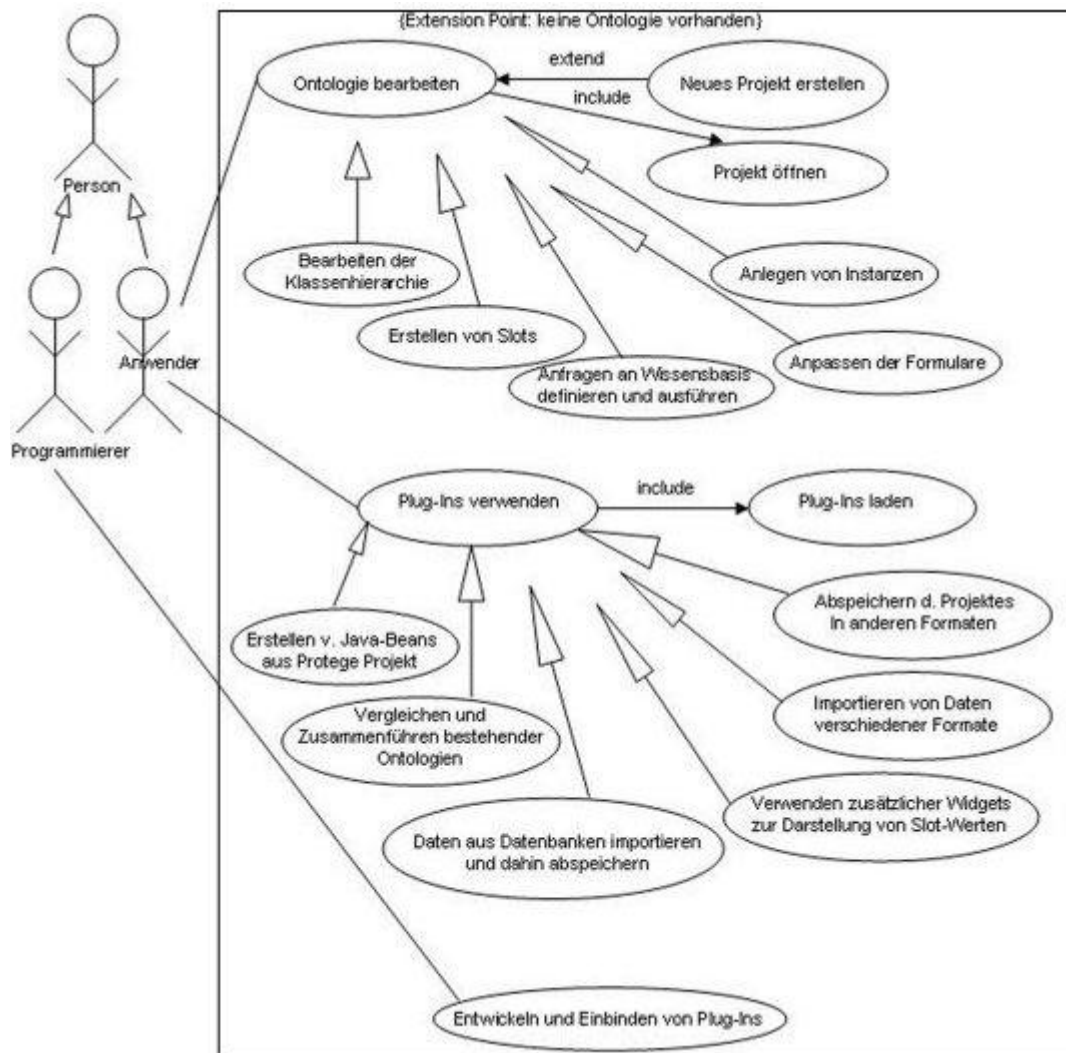 {Extension Point: keine Ontologie vorhanden}
extend
Ontologie bearbeiten
Neues Projekt erstellen
include
Projekt öffnen
Person
Bearbeiten der
Klassenhierarchie
Anlegen von Instanzen
Erstellen von Slots
Anwender
Anpassen der Formulare
Anfragen an Wissensbasis
definieren und ausführen
Programmierer
include
Plug-Ins verwenden
Plug-Ins laden
Abspeichern d. Projektes
In anderen Formaten
Erstellen v. Java-Beans
aus Protege Projekt
Importieren von Daten
verschiedener Formate
Vergleichen und
Zusammenführen bestehender
Ontologien
Verwenden zusätzlicher Widgets
zur Darstellung von Slot-Werten
Daten aus Datenbanken importieren
und dahin abspeichern
Entwickeln und Einbinden von Plug-Ins